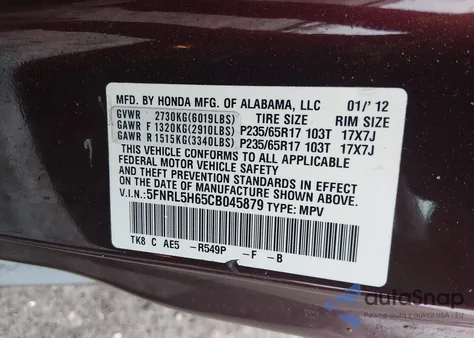 MFD. BY HONDA MFG. OF ALABAMA, LLC 01/'12
GVWR 2730KG(6019LBS) TIRE SIZE RIM SIZE
GAWR F 1320KG(2910LBS) P235/65R17 103T 17X7J
GAWR R 1515KG(3340LBS) P235/65R17 103T 17X7J
THIS VEHICLE CONFORMS TO ALL APPLICABLE
FEDERAL MOTOR VEHICLE SAFETY, BUMPER,
AND THEFT PREVENTION STANDARDS IN EFFECT
ON THE DATE OF MANUFACTURE SHOWN ABOVE.
V.I.N.: 5FNRL5H65CB045879 TYPE: MPV
TK8 C AE5 -R549P -F -B
autoSnap